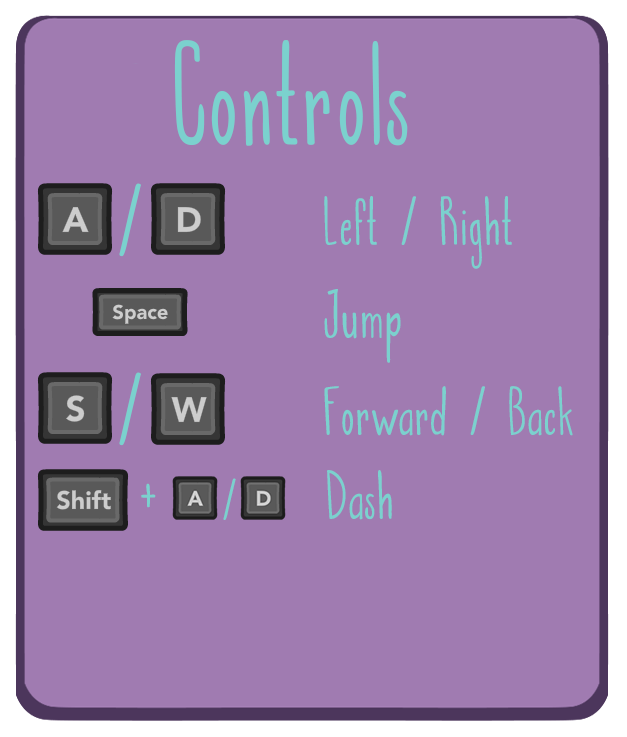 Controls
A / D Left / Right
Space Jump
S / W Forward / Back
Shift + A / D Dash